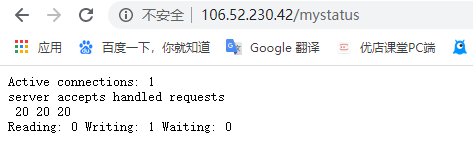 不安全 | 106.52.230.42/mystatus
应用 百度一下，你就知道 Google 翻译 优店课堂PC端
Active connections: 1
server accepts handled requests
20 20 20
Reading: 0 Writing: 1 Waiting: 0